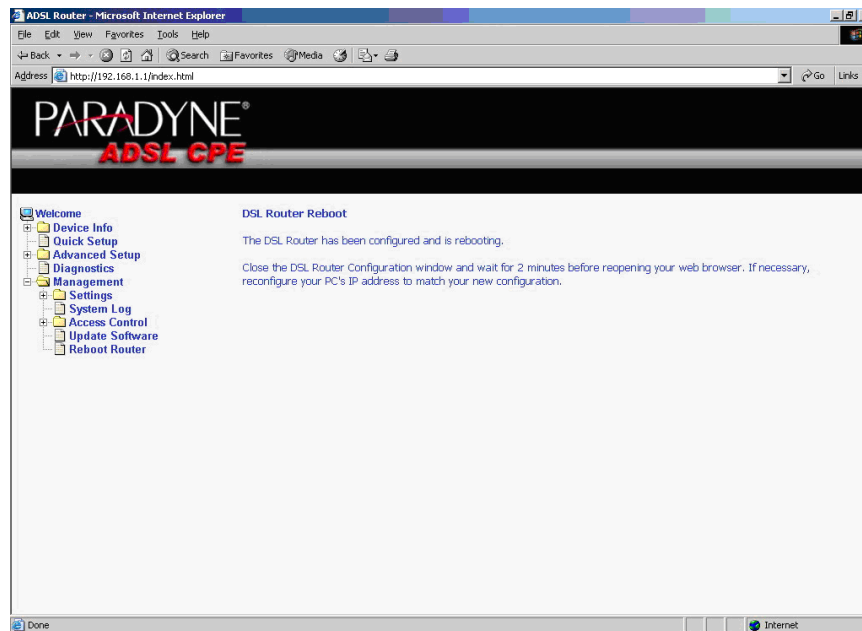 ADSL Router - Microsoft Internet Explorer
File Edit View Favorites Tools Help
Back Search Favorites Media
Address http://192.168.1.1/index.html Go Links
PARADYNE®
ADSL CPE
Welcome
Device Info
Quick Setup
Advanced Setup
Diagnostics
Management
Settings
System Log
Access Control
Update Software
Reboot Router
DSL Router Reboot
The DSL Router has been configured and is rebooting.
Close the DSL Router Configuration window and wait for 2 minutes before reopening your web browser. If necessary,
reconfigure your PC's IP address to match your new configuration.
Done Internet